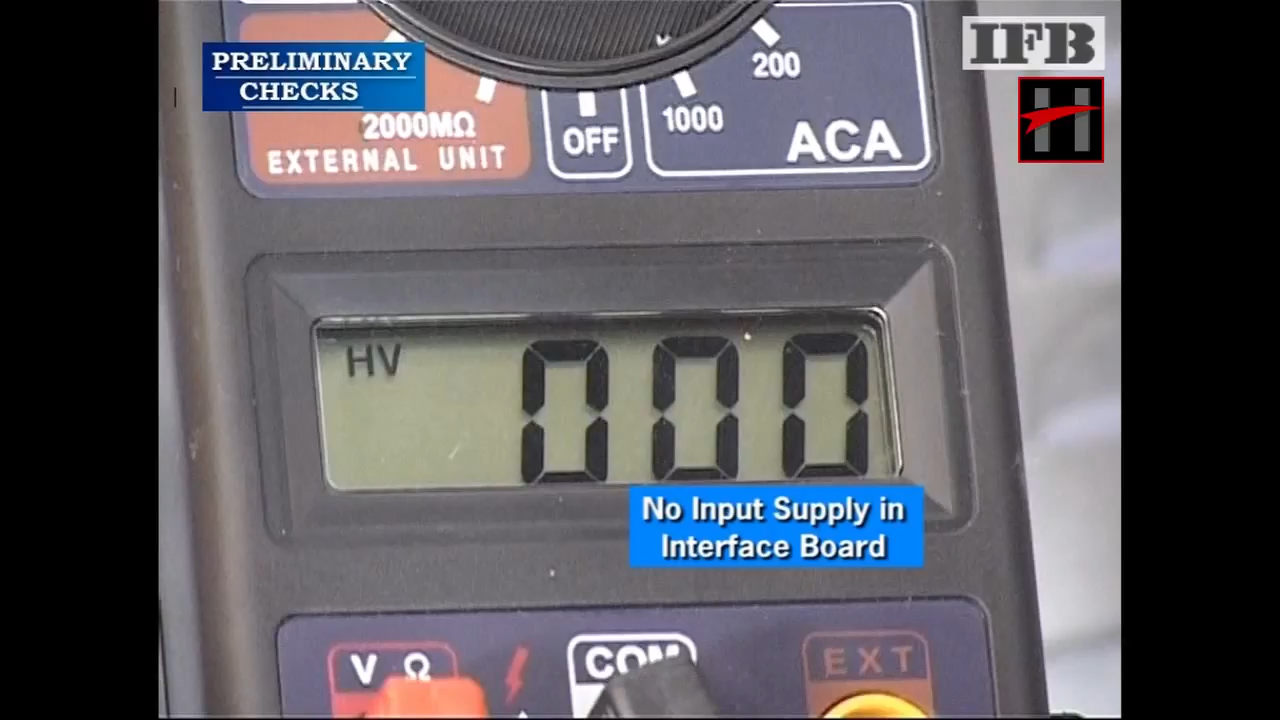 PRELIMINARY
CHECKS
IFB
H
200
1000
2000MΩ
OFF
ACA
EXTERNAL UNIT
HV
000
No Input Supply in
Interface Board
V Ω
COM
EXT